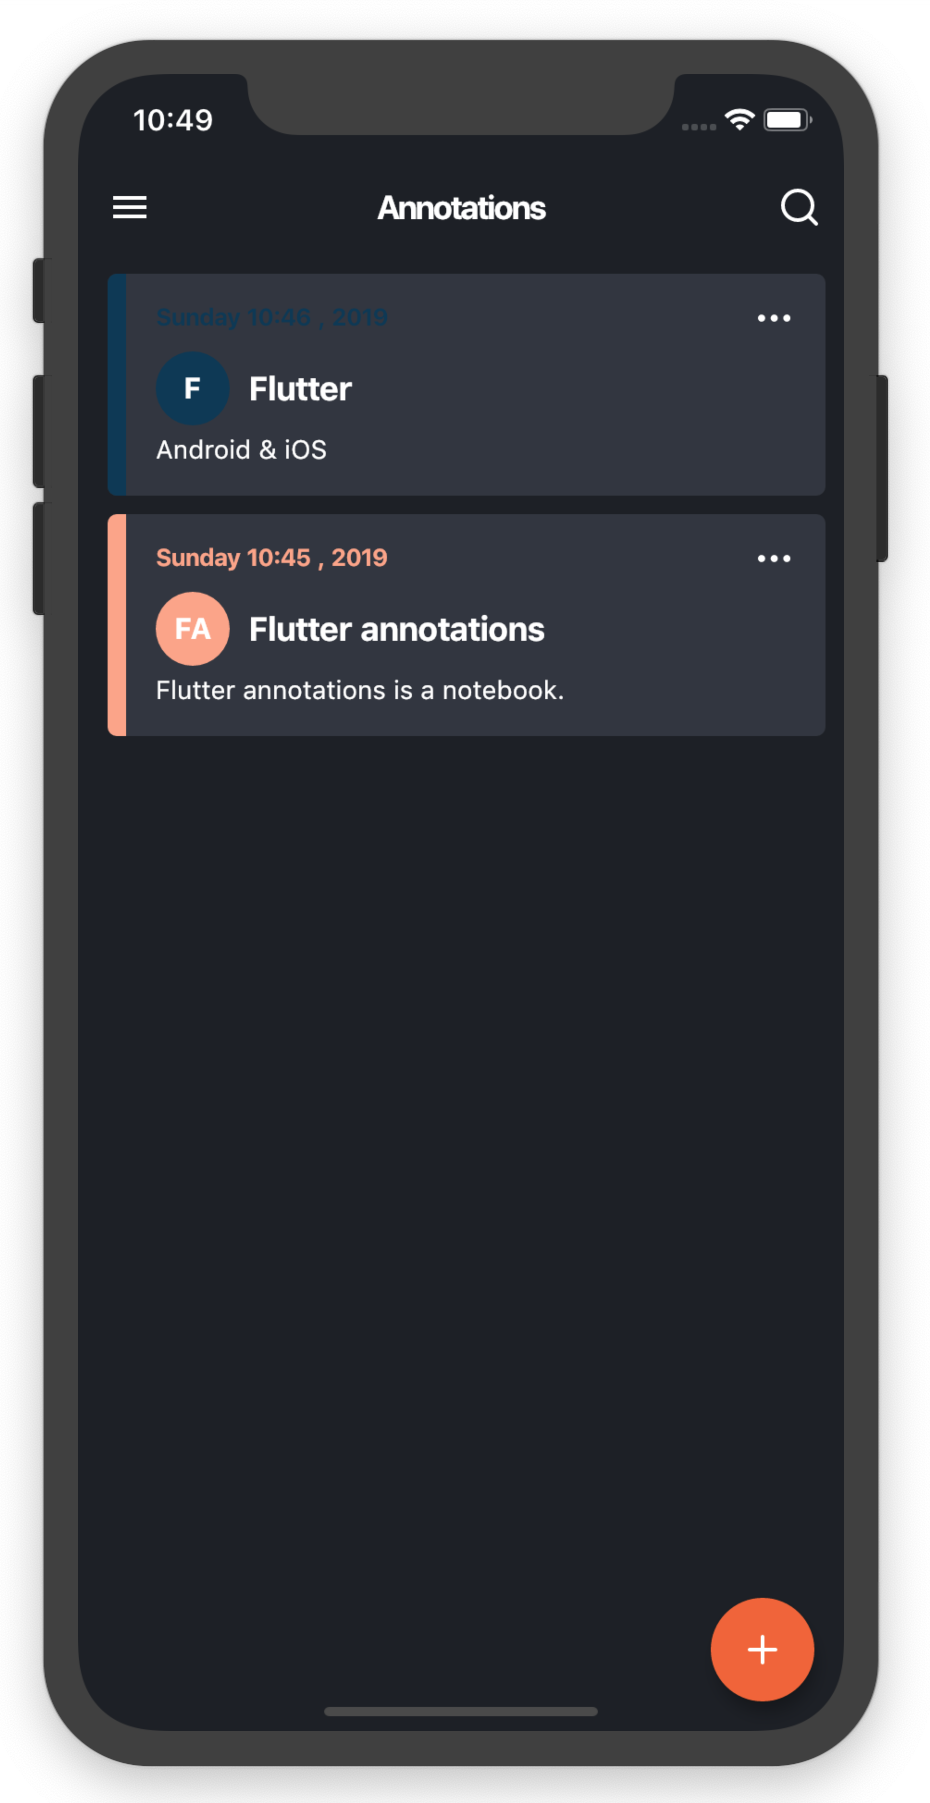 10:49
Annotations
Sunday 10:46 , 2019
F Flutter
Android & iOS
Sunday 10:45 , 2019
FA Flutter annotations
Flutter annotations is a notebook.